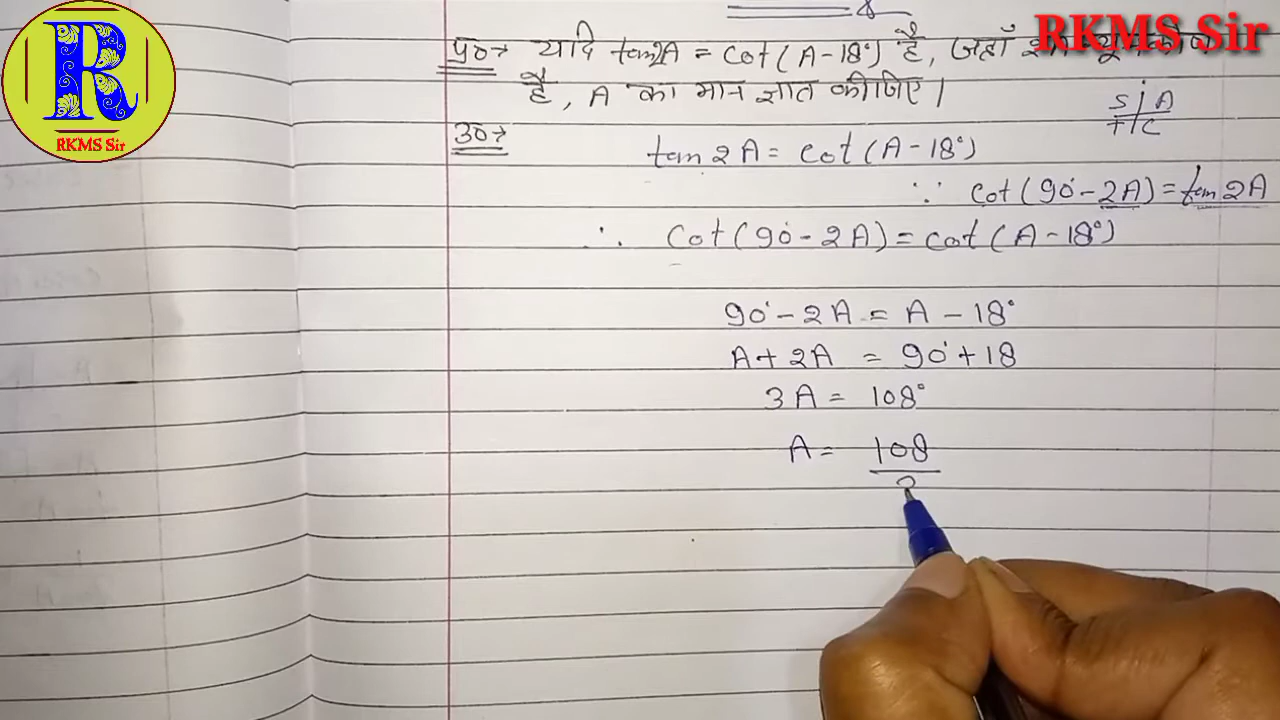 R
RKMS Sir
RKMS Sir
प्र०→ यदि tan2A = cot(A-18°) है, जहाँ
है, A का मान ज्ञात कीजिए।
S | A
T | C
उ०→
tan 2A = cot(A-18°)
∵ cot(90°-2A) = tan 2A
∴ cot(90°-2A) = cot(A-18°)
90°-2A = A-18°
A+2A = 90°+18
3A = 108°
A = 108